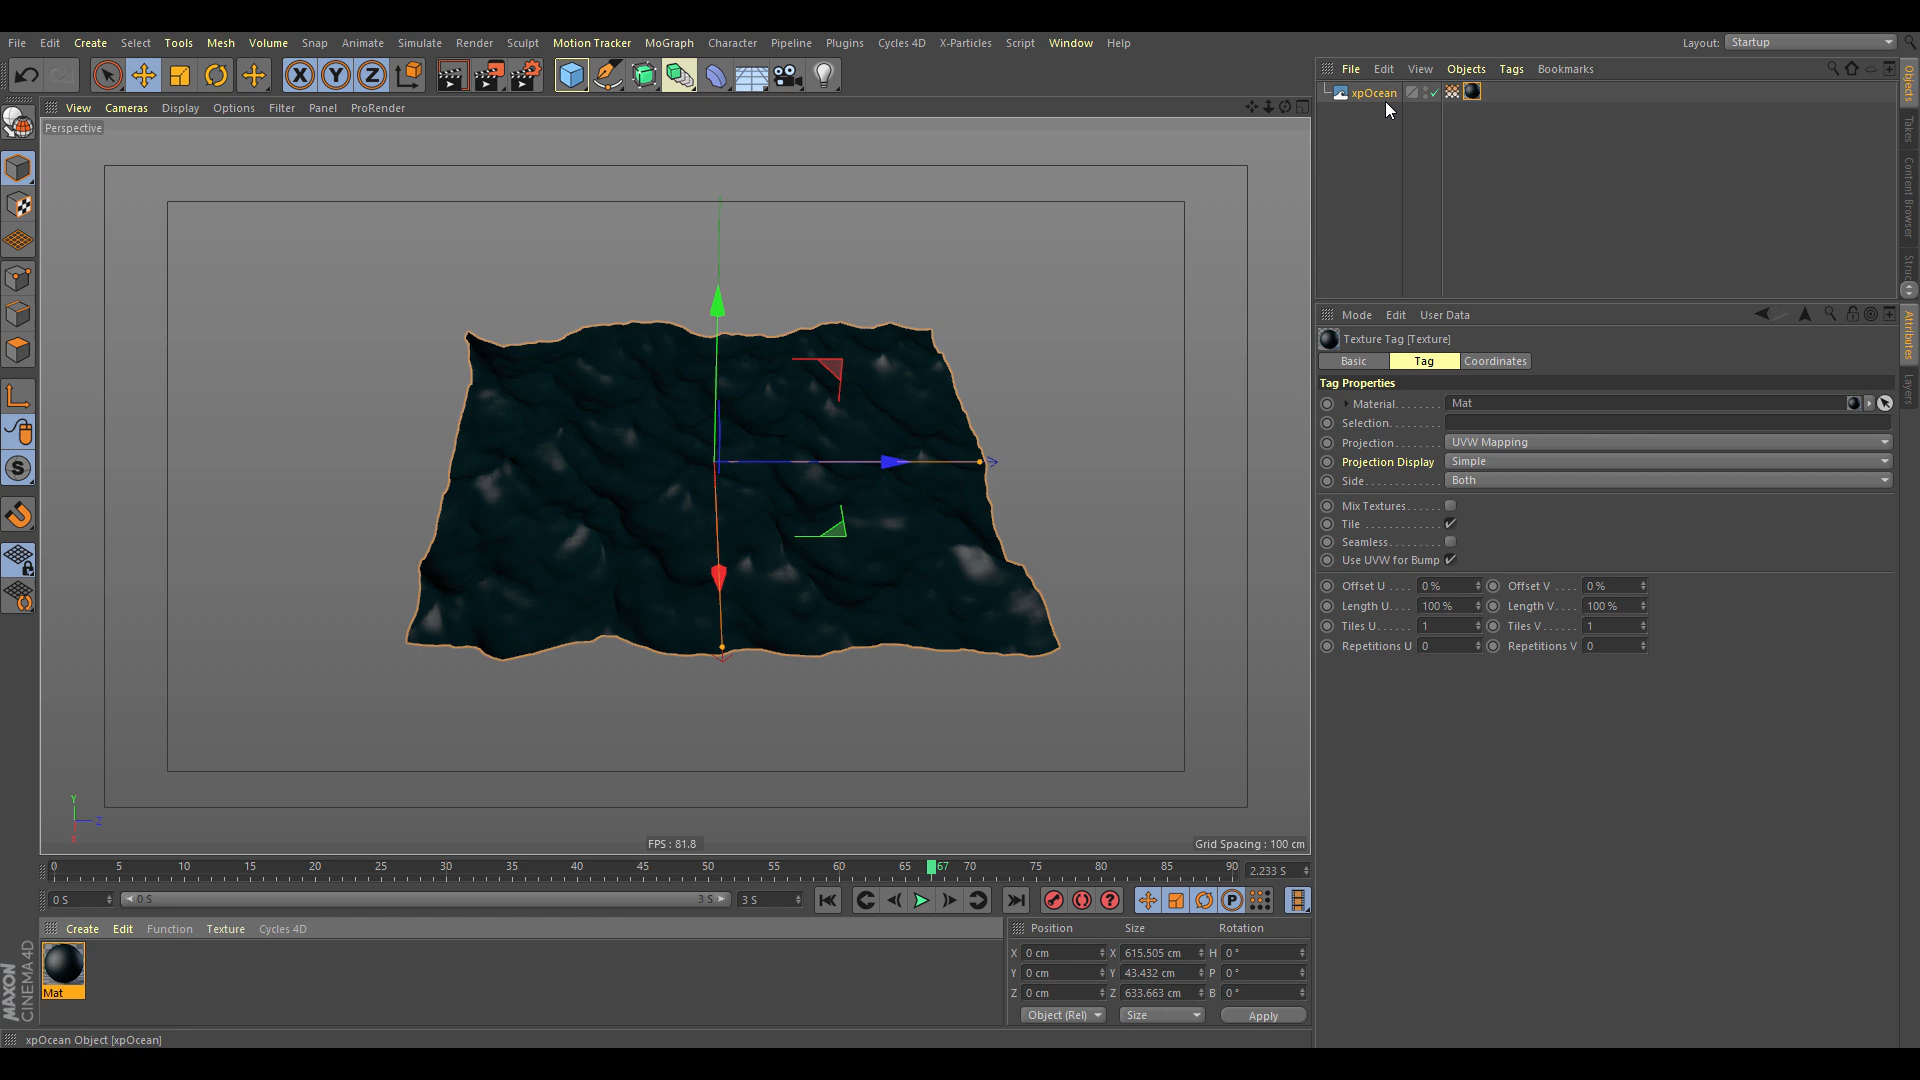 File Edit Create Select Tools Mesh Volume Snap Animate Simulate Render Sculpt Motion Tracker MoGraph Character Pipeline Plugins Cycles 4D X-Particles Script Window Help
Layout: Startup
X Y Z
File Edit View Objects Tags Bookmarks
xpOcean
Objects
Takes
Content Browser
Struc
View Cameras Display Options Filter Panel ProRender
Perspective
Mode Edit User Data
Attributes
Layers
Texture Tag [Texture]
Basic Tag Coordinates
Tag Properties
Material........ Mat
Selection.........
Projection....... UVW Mapping
Projection Display Simple
Side............. Both
Mix Textures......
Tile ............
Seamless..........
Use UVW for Bump
Offset U .... 0 % Offset V .... 0 %
Length U.... 100 % Length V.... 100 %
Tiles U...... 1 Tiles V...... 1
Repetitions U 0 Repetitions V 0
Y
Z
X
FPS : 81.8
Grid Spacing : 100 cm
0 5 10 15 20 25 30 35 40 45 50 55 60 65 67 70 75 80 85 90
2.233 S
0 S 0 S 3 S 3 S
P
Create Edit Function Texture Cycles 4D
Mat
Position Size Rotation
X 0 cm X 615.505 cm H 0 °
Y 0 cm Y 43.432 cm P 0 °
Z 0 cm Z 633.663 cm B 0 °
Object (Rel) Size Apply
MAXON
CINEMA 4D
xpOcean Object [xpOcean]